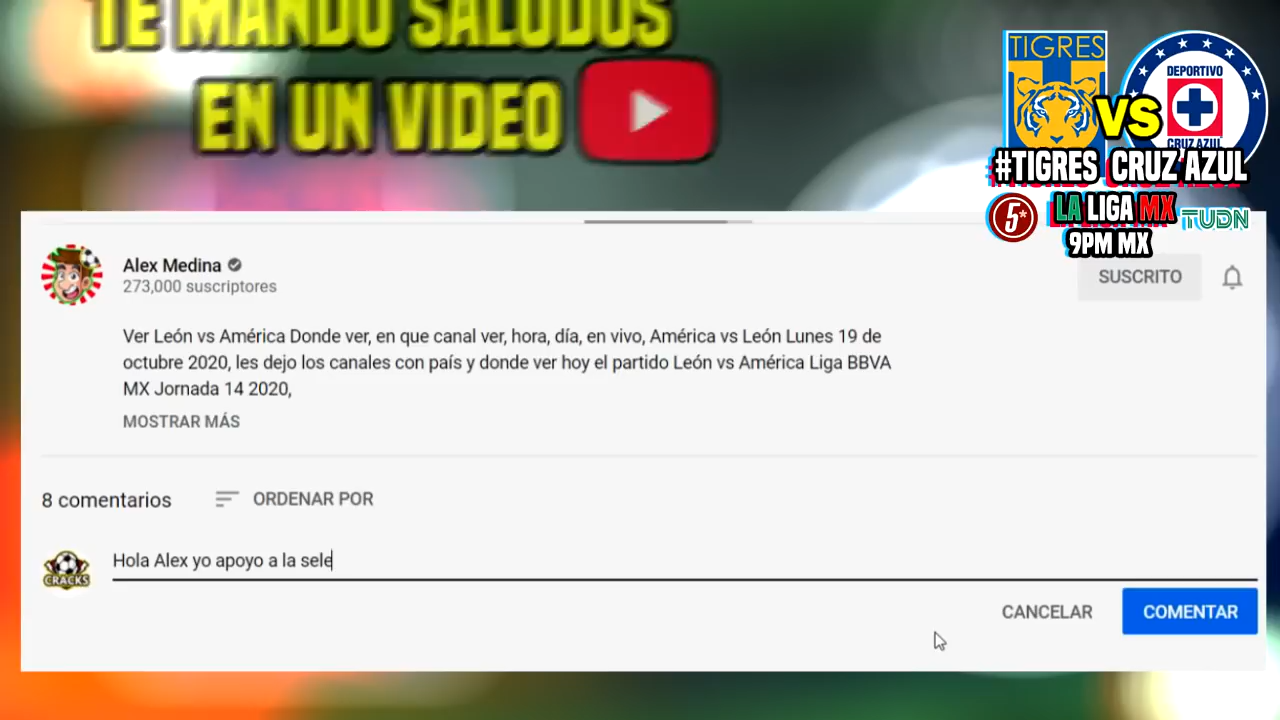 TE MANDO SALUDOS
EN UN VIDEO
TIGRES
DEPORTIVO
CRUZ AZUL
VS
#TIGRES CRUZ AZUL
5*
LA LIGA MX
TUDN
9PM MX
Alex Medina
273,000 suscriptores
SUSCRITO
Ver León vs América Donde ver, en que canal ver, hora, día, en vivo, América vs León Lunes 19 de
octubre 2020, les dejo los canales con país y donde ver hoy el partido León vs América Liga BBVA
MX Jornada 14 2020,
MOSTRAR MÁS
8 comentarios
ORDENAR POR
CRACKS
Hola Alex yo apoyo a la sele
CANCELAR
COMENTAR